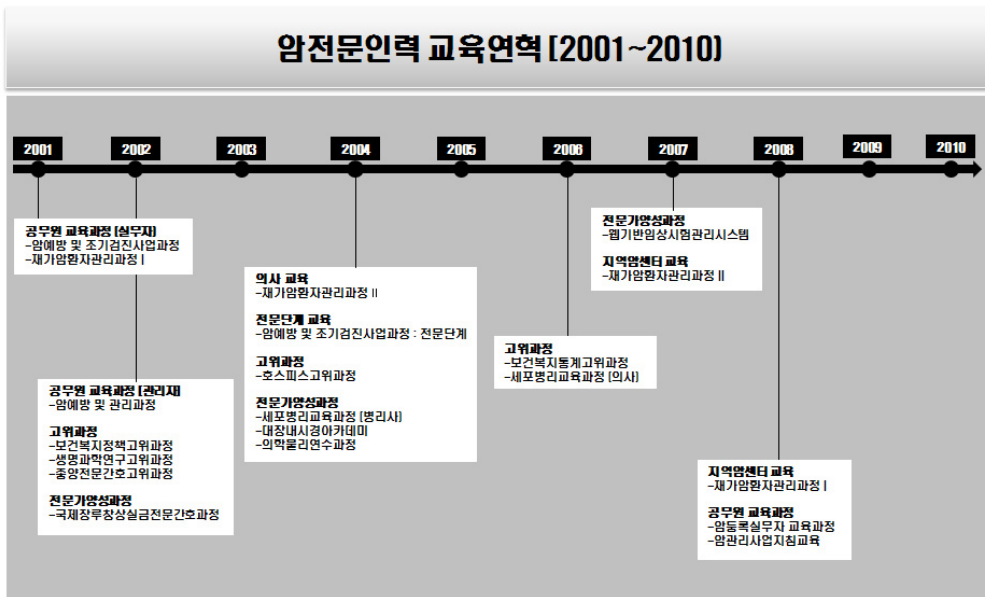 암전문인력 교육연혁 [2001~2010]
2001
2002
2003
2004
2005
2006
2007
2008
2009
2010
공무원 교육과정 [실무자]
-암예방 및 조기검진사업과정
-재가암환자관리과정 I
공무원 교육과정 [관리자]
-암예방 및 관리과정
고위과정
-보건복지정책고위과정
-생명과학연구고위과정
-종양전문간호고위과정
전문가양성과정
-국제장루창상실금전문간호과정
의사 교육
-재가암환자관리과정 II
전문단계 교육
-암예방 및 조기검진사업과정 : 전문단계
고위과정
-호스피스고위과정
전문가양성과정
-세포병리교육과정 [병리사]
-대장내시경아카데미
-의학물리연수과정
고위과정
-보건복지통계고위과정
-세포병리교육과정 [의사]
전문가양성과정
-웹기반임상시험관리시스템
지역암센터 교육
-재가암환자관리과정 II
지역암센터 교육
-재가암환자관리과정 I
공무원 교육과정
-암등록실무자 교육과정
-암관리사업지침교육